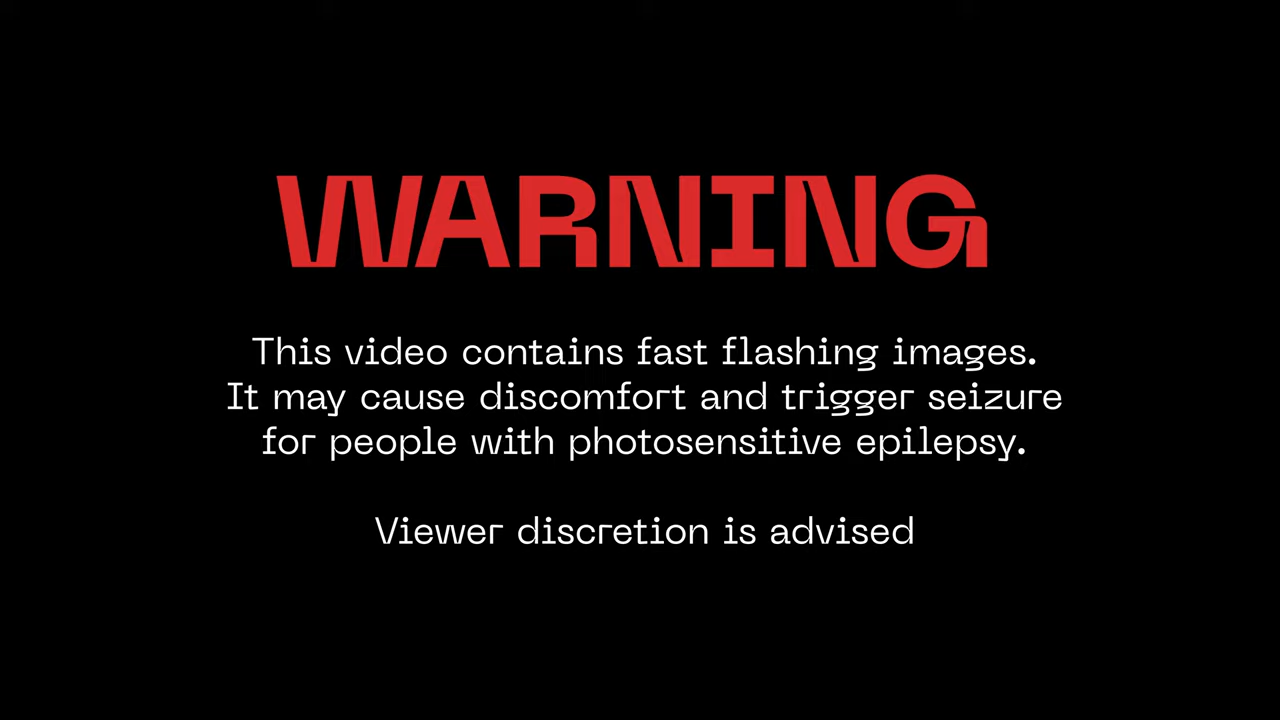 WARNING
This video contains fast flashing images.
It may cause discomfort and trigger seizure
for people with photosensitive epilepsy.
Viewer discretion is advised